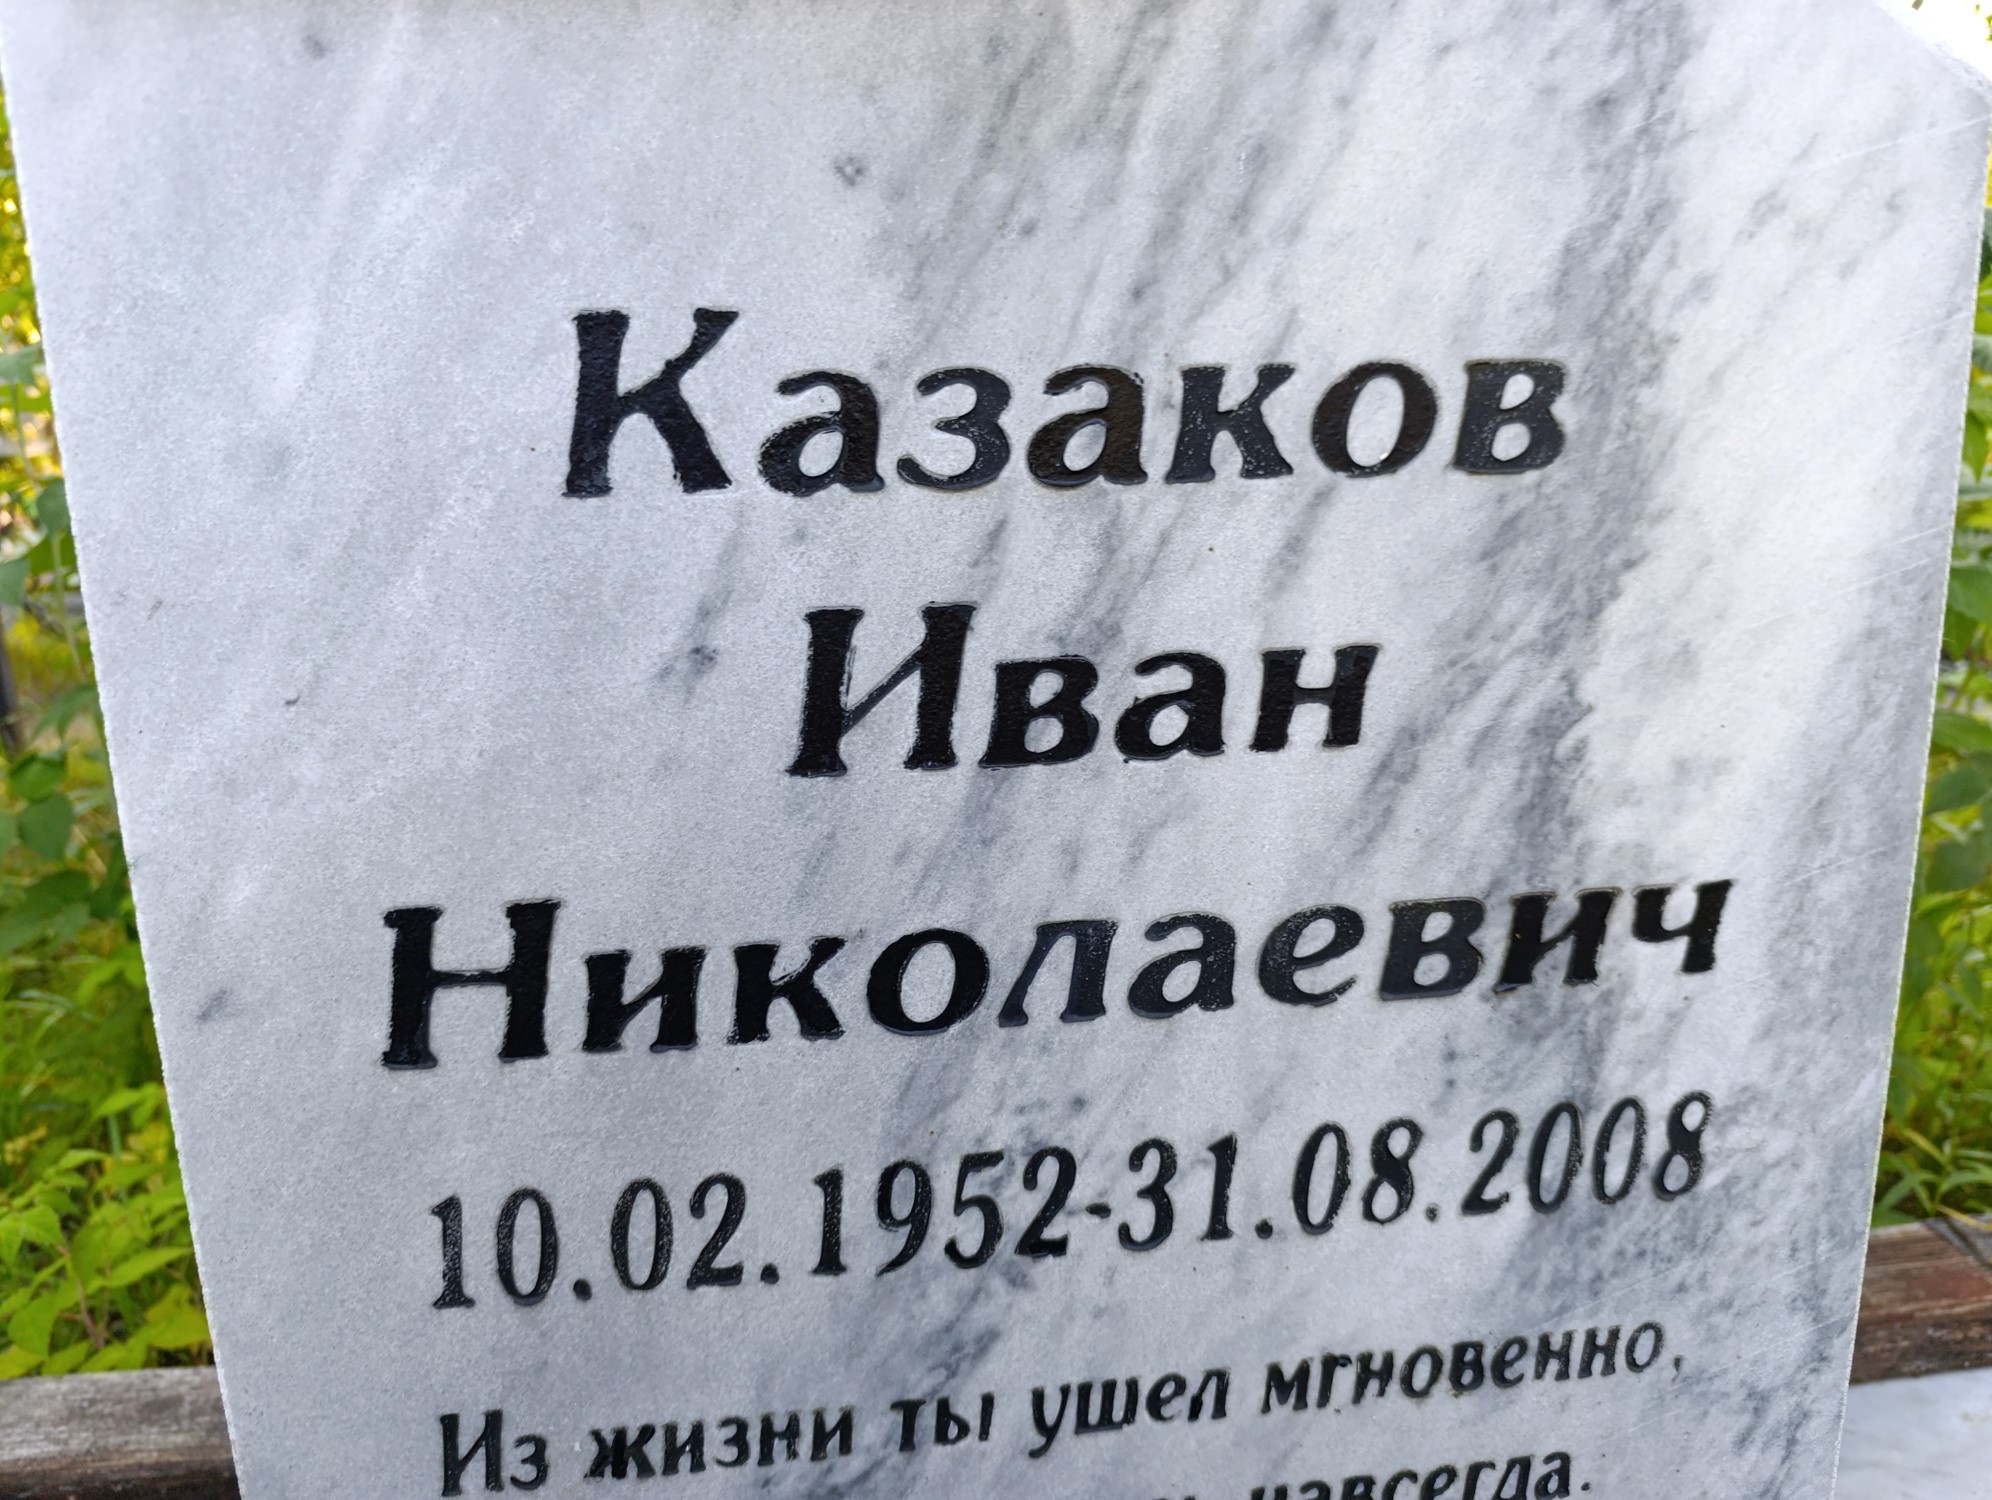 Казаков
Иван
Николаевич
10.02.1952-31.08.2008
Из жизни ты ушел мгновенно,
навсегда.